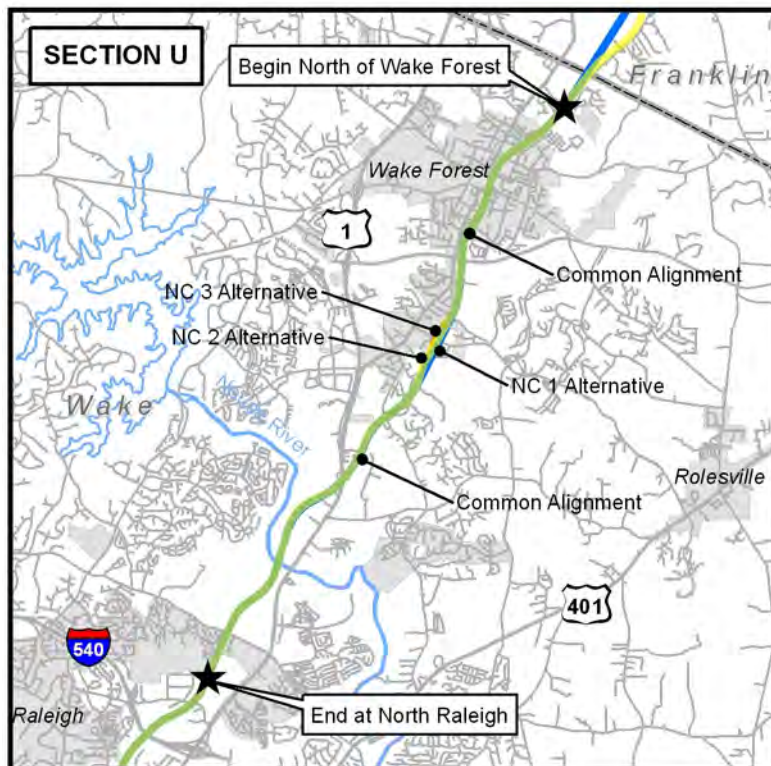 SECTION U
Begin North of Wake Forest
Franklin
Wake Forest
1
Common Alignment
NC 3 Alternative
NC 2 Alternative
NC 1 Alternative
Wake
Neuse River
Rolesville
Common Alignment
401
540
Raleigh
End at North Raleigh